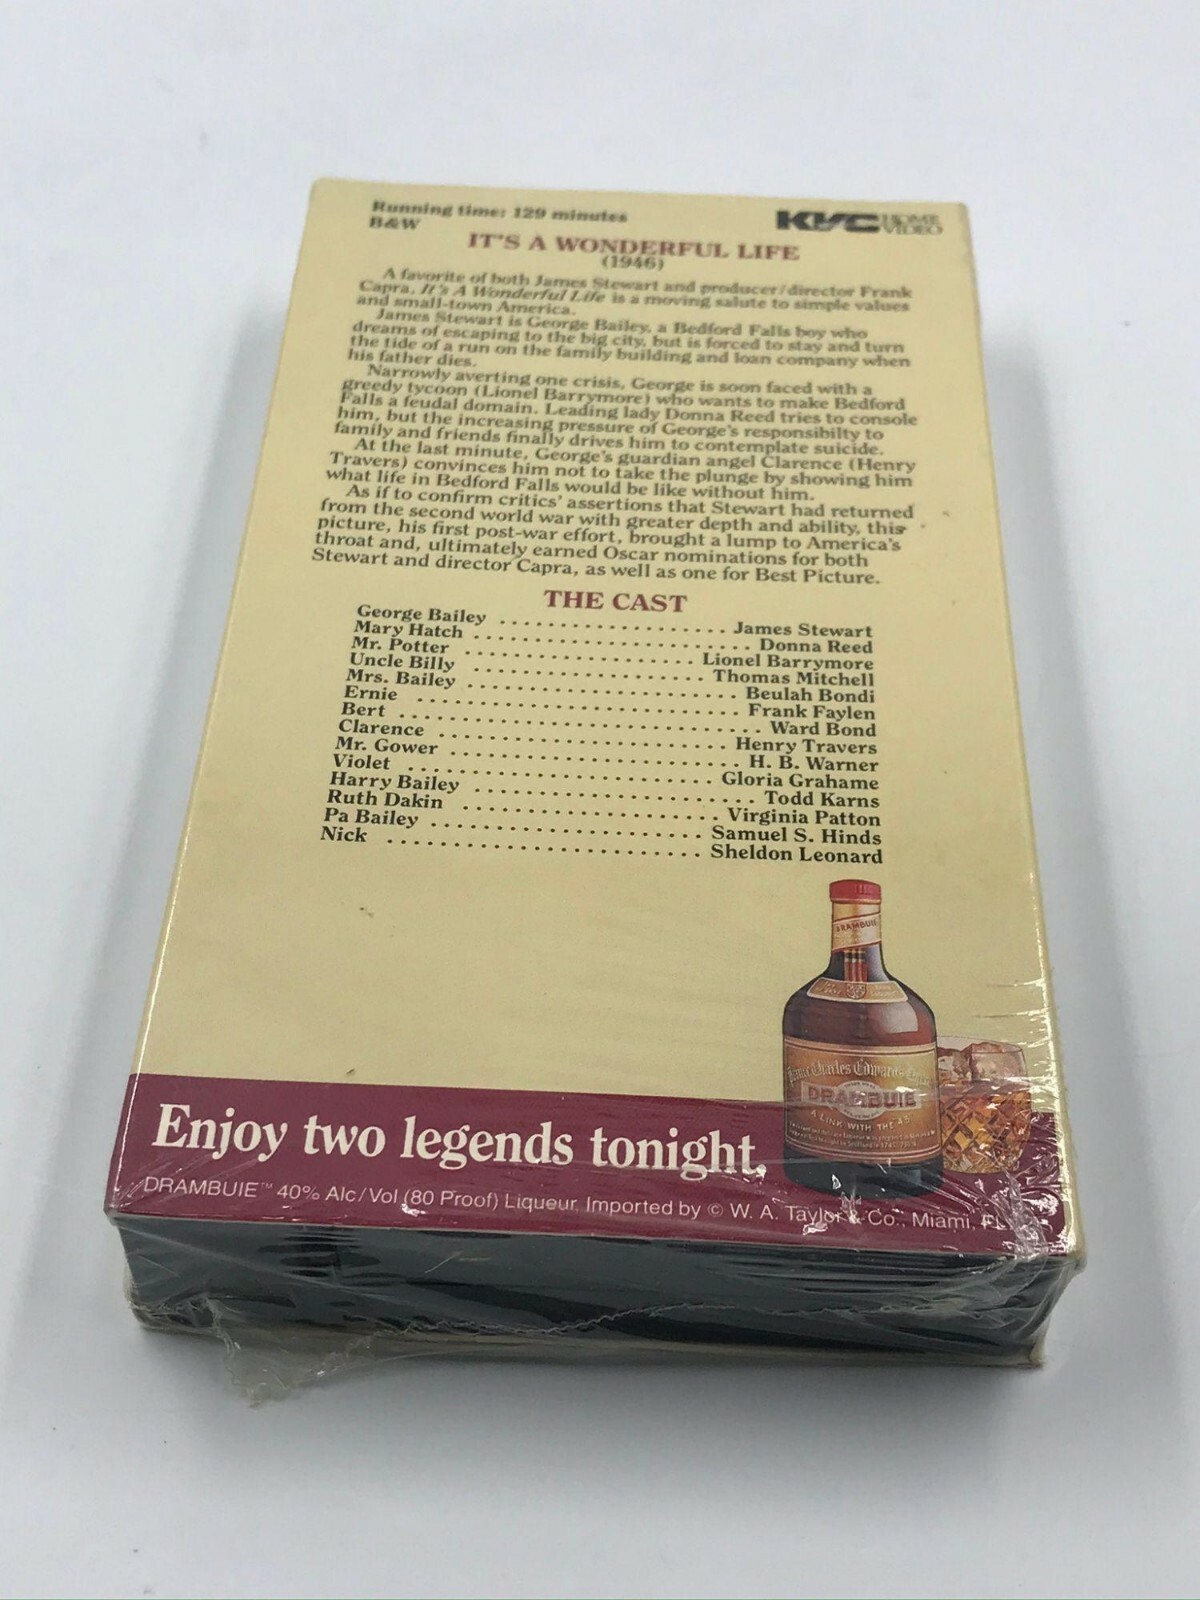 Running time: 129 minutes
B&W
KVC HOME VIDEO
IT'S A WONDERFUL LIFE
(1946)
A favorite of both James Stewart and producer/director Frank
Capra, It's A Wonderful Life is a moving salute to simple values
and small-town America.
James Stewart is George Bailey, a Bedford Falls boy who
dreams of escaping to the big city, but is forced to stay and turn
the tide of a run on the family building and loan company when
his father dies.
Narrowly averting one crisis, George is soon faced with a
greedy tycoon (Lionel Barrymore) who wants to make Bedford
Falls a feudal domain. Leading lady Donna Reed tries to console
him, but the increasing pressure of George's responsibilty to
family and friends finally drives him to contemplate suicide.
At the last minute, George's guardian angel Clarence (Henry
Travers) convinces him not to take the plunge by showing him
what life in Bedford Falls would be like without him.
As if to confirm critics' assertions that Stewart had returned
from the second world war with greater depth and ability, this
picture, his first post-war effort, brought a lump to America's
throat and, ultimately earned Oscar nominations for both
Stewart and director Capra, as well as one for Best Picture.
THE CAST
George Bailey .................... James Stewart
Mary Hatch .................... Donna Reed
Mr. Potter .................... Lionel Barrymore
Uncle Billy .................... Thomas Mitchell
Mrs. Bailey .................... Beulah Bondi
Ernie .................... Frank Faylen
Bert .................... Ward Bond
Clarence .................... Henry Travers
Mr. Gower .................... H. B. Warner
Violet .................... Gloria Grahame
Harry Bailey .................... Todd Karns
Ruth Dakin .................... Virginia Patton
Pa Bailey .................... Samuel S. Hinds
Nick .................... Sheldon Leonard
DRAMBUIE
Prince Charles Edward's
DRAMBUIE
A LINK WITH THE '45
Enjoy two legends tonight.
DRAMBUIE™ 40% Alc/Vol (80 Proof) Liqueur. Imported by © W. A. Taylor & Co., Miami, FL